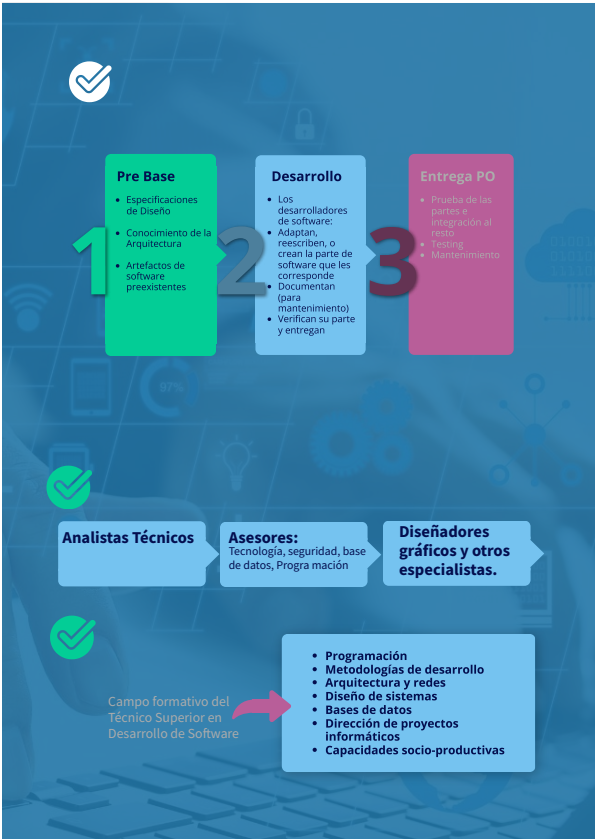 1
Pre Base
Especificaciones
de Diseño
Conocimiento de la
Arquitectura
Artefactos de
software
preexistentes
2
Desarrollo
Los
desarrolladores
de software:
Adaptan,
reescriben, o
crean la parte de
software que les
corresponde
Documentan
(para
mantenimiento)
Verifican su parte
y entregan
3
Entrega PO
Prueba de las
partes e
integración al
resto
Testing
Mantenimiento
97%
Analistas Técnicos
Asesores:
Tecnología, seguridad, base
de datos, Progra mación
Diseñadores
gráficos y otros
especialistas.
Campo formativo del
Técnico Superior en
Desarrollo de Software
Programación
Metodologías de desarrollo
Arquitectura y redes
Diseño de sistemas
Bases de datos
Dirección de proyectos
informáticos
Capacidades socio-productivas